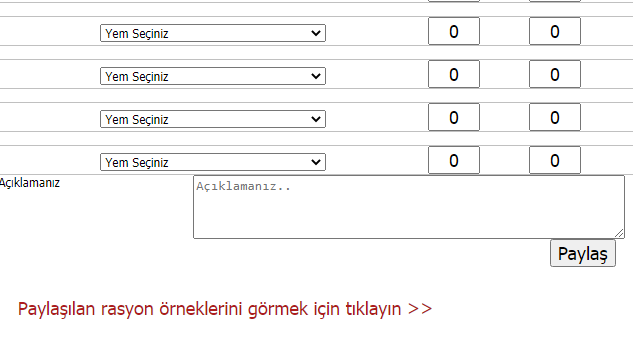 Yem Seçiniz 0 0
Yem Seçiniz 0 0
Yem Seçiniz 0 0
Yem Seçiniz 0 0
Açıklamanız Açıklamanız..
Paylaş
Paylaşılan rasyon örneklerini görmek için tıklayın >>